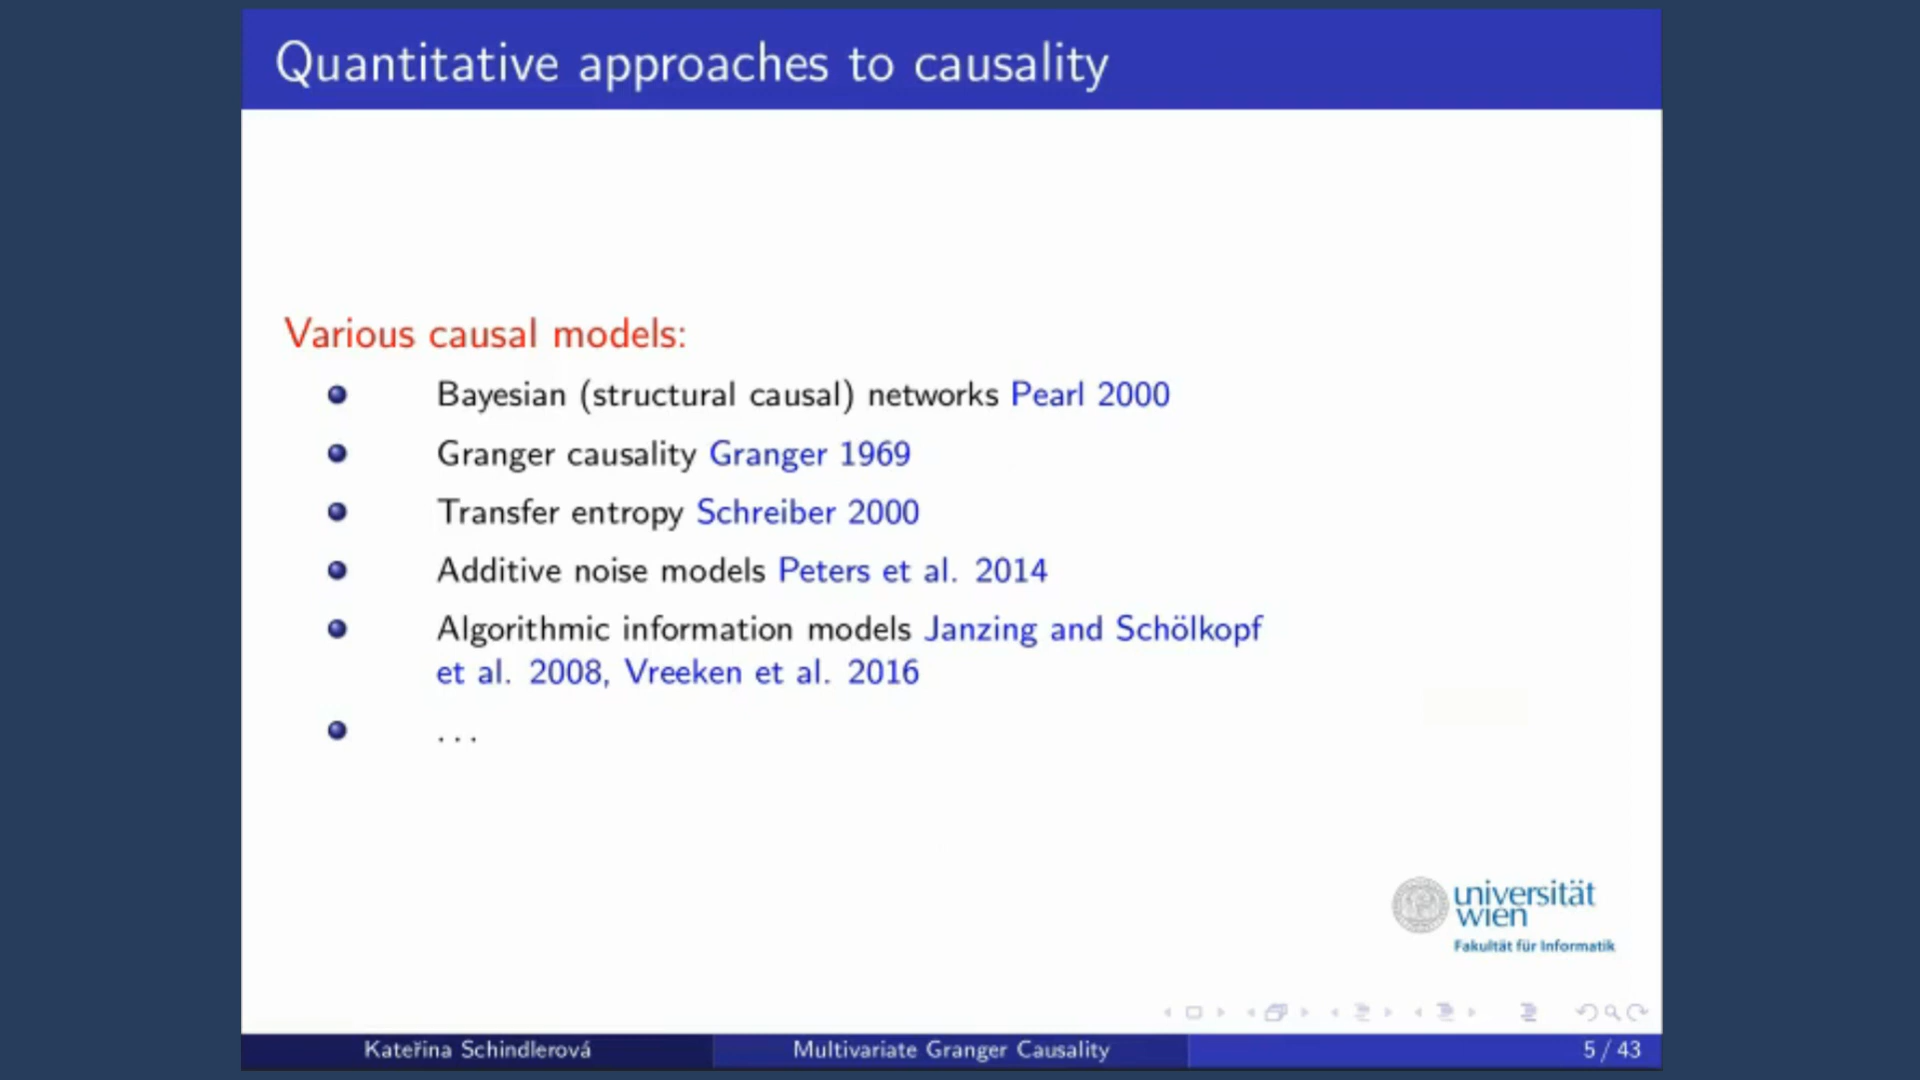 Quantitative approaches to causality
Various causal models:
Bayesian (structural causal) networks Pearl 2000
Granger causality Granger 1969
Transfer entropy Schreiber 2000
Additive noise models Peters et al. 2014
Algorithmic information models Janzing and Schölkopf
et al. 2008, Vreeken et al. 2016
. . .
universität
wien
Fakultät für Informatik
Kateřina Schindlerová Multivariate Granger Causality 5 / 43